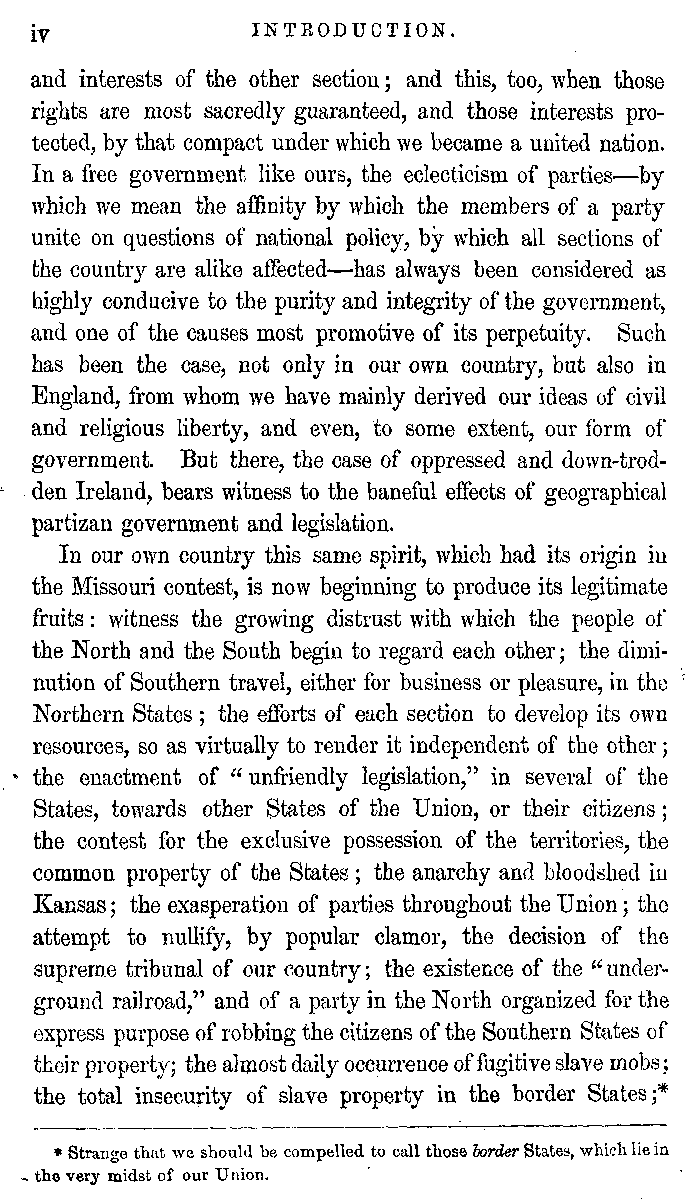 iv INTRODUCTION.
and interests of the other section; and this, too, when those
rights are most sacredly guaranteed, and those interests pro-
tected, by that compact under which we became a united nation.
In a free government like ours, the eclecticism of parties—by
which we mean the affinity by which the members of a party
unite on questions of national policy, by which all sections of
the country are alike affected—has always been considered as
highly conducive to the purity and integrity of the government,
and one of the causes most promotive of its perpetuity. Such
has been the case, not only in our own country, but also in
England, from whom we have mainly derived our ideas of civil
and religious liberty, and even, to some extent, our form of
government. But there, the case of oppressed and down-trod-
den Ireland, bears witness to the baneful effects of geographical
partizan government and legislation.
In our own country this same spirit, which had its origin in
the Missouri contest, is now beginning to produce its legitimate
fruits: witness the growing distrust with which the people of
the North and the South begin to regard each other; the dimi-
nution of Southern travel, either for business or pleasure, in the
Northern States; the efforts of each section to develop its own
resources, so as virtually to render it independent of the other;
the enactment of "unfriendly legislation," in several of the
States, towards other States of the Union, or their citizens;
the contest for the exclusive possession of the territories, the
common property of the States; the anarchy and bloodshed in
Kansas; the exasperation of parties throughout the Union; the
attempt to nullify, by popular clamor, the decision of the
supreme tribunal of our country; the existence of the "under-
ground railroad," and of a party in the North organized for the
express purpose of robbing the citizens of the Southern States of
their property; the almost daily occurrence of fugitive slave mobs;
the total insecurity of slave property in the border States;*
* Strange that we should be compelled to call those border States, which lie in
the very midst of our Union.